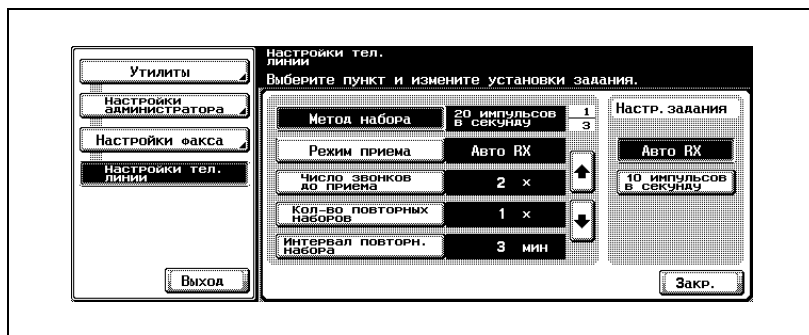 Утилиты
Настройки
администратора
Настройки факса
Настройки тел.
линии
Выход
Настройки тел.
линии
Выберите пункт и измените установки задания.
Метод набора
20 импульсов
в секунду
1
3
Режим приема
Авто RX
Число звонков
до приема
2 ×
Кол-во повторных
наборов
1 ×
Интервал повторн.
набора
3 мин
Настр. задания
Авто RX
10 импульсов
в секунду
Закр.